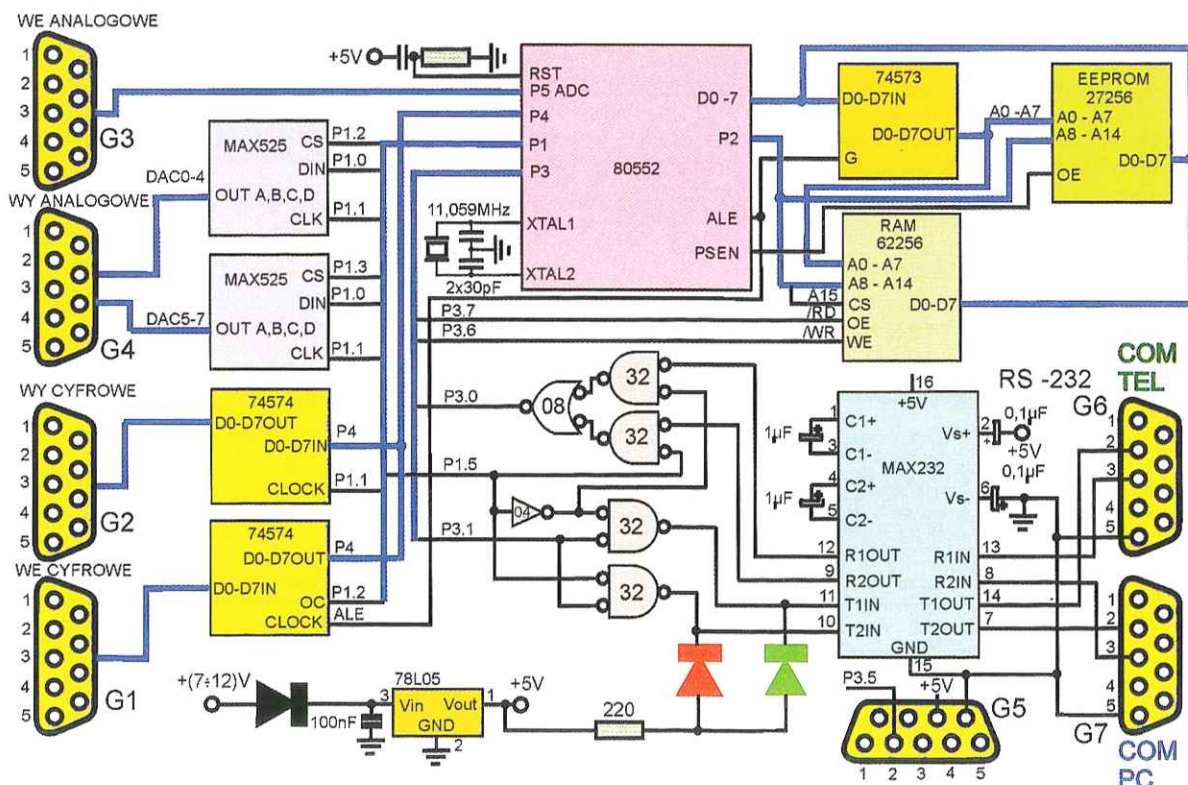 WE ANALOGOWE
1
2
3
4
5
G3
WY ANALOGOWE
1
2
3
4
5
G4
WY CYFROWE
1
2
3
4
5
G2
WE CYFROWE
1
2
3
4
5
G1
MAX525
CS
DIN
OUT A,B,C,D
CLK
P1.2
P1.0
P1.1
DAC0-4
MAX525
CS
DIN
OUT A,B,C,D
CLK
P1.3
P1.0
P1.1
DAC5-7
74574
D0-D7OUT
D0-D7IN
CLOCK
P4
P1.1
74574
D0-D7OUT
D0-D7IN
OC
CLOCK
P4
P1.2
ALE
+5V
RST
P5 ADC
P4
P1
P3
XTAL1
XTAL2
80552
D0 -7
P2
ALE
PSEN
11,059MHz
2x30pF
74573
D0-D7IN
D0-D7OUT
G
A0 -A7
EEPROM
27256
A0 - A7
A8 - A14
D0-D7
OE
RAM
62256
A0 - A7
A8 - A14
CS
D0-D7
OE
WE
A15
/RD
/WR
P3.7
P3.6
P3.0
P1.5
P3.1
08
32
32
04
32
32
16
+5V
C1+
C1-
C2+
C2-
MAX232
Vs+
Vs-
R1OUT
R2OUT
T1IN
T2IN
R1IN
R2IN
T1OUT
T2OUT
GND
15
1
3
4
5
1µF
1µF
2
6
0,1µF
+5V
0,1µF
12
9
11
10
13
8
14
7
RS -232
COM
TEL
G6
1
2
3
4
5
1
2
3
4
5
G7
COM
PC
P3.5
+5V
G5
1
2
3
4
5
+(7÷12)V
100nF
78L05
3
Vin
Vout
1
GND
2
+5V
220